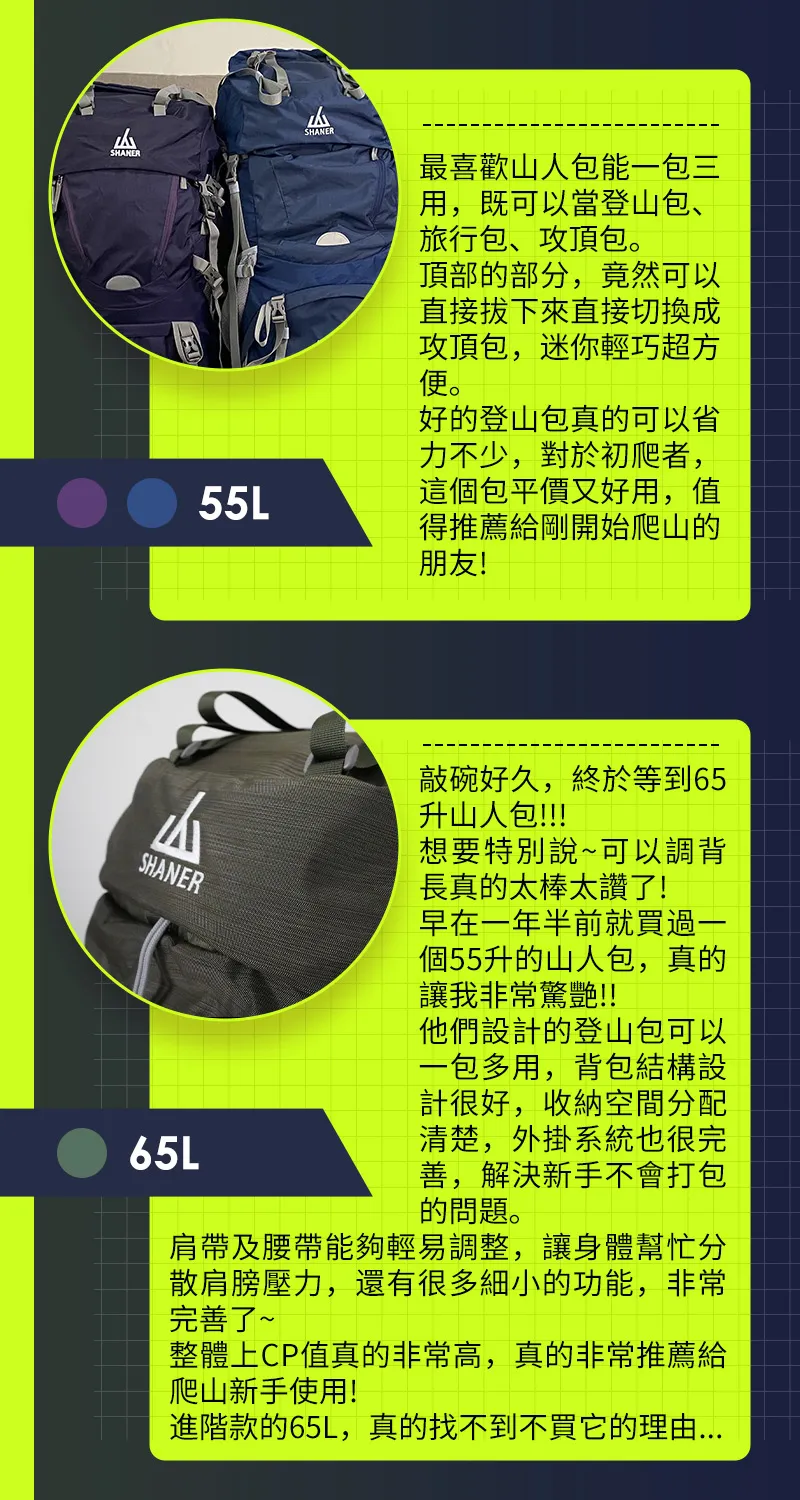 SHANER
SHANER
最喜歡山人包能一包三
用，既可以當登山包、
旅行包、攻頂包。
頂部的部分，竟然可以
直接拔下來直接切換成
攻頂包，迷你輕巧超方
便。
好的登山包真的可以省
力不少，對於初爬者，
這個包平價又好用，值
得推薦給剛開始爬山的
朋友!
55L
SHANER
敲碗好久，終於等到65
升山人包!!!
想要特別說~可以調背
長真的太棒太讚了!
早在一年半前就買過一
個55升的山人包，真的
讓我非常驚艷!!
他們設計的登山包可以
一包多用，背包結構設
計很好，收納空間分配
清楚，外掛系統也很完
善，解決新手不會打包
的問題。
65L
肩帶及腰帶能夠輕易調整，讓身體幫忙分
散肩膀壓力，還有很多細小的功能，非常
完善了~
整體上CP值真的非常高，真的非常推薦給
爬山新手使用!
進階款的65L，真的找不到不買它的理由...